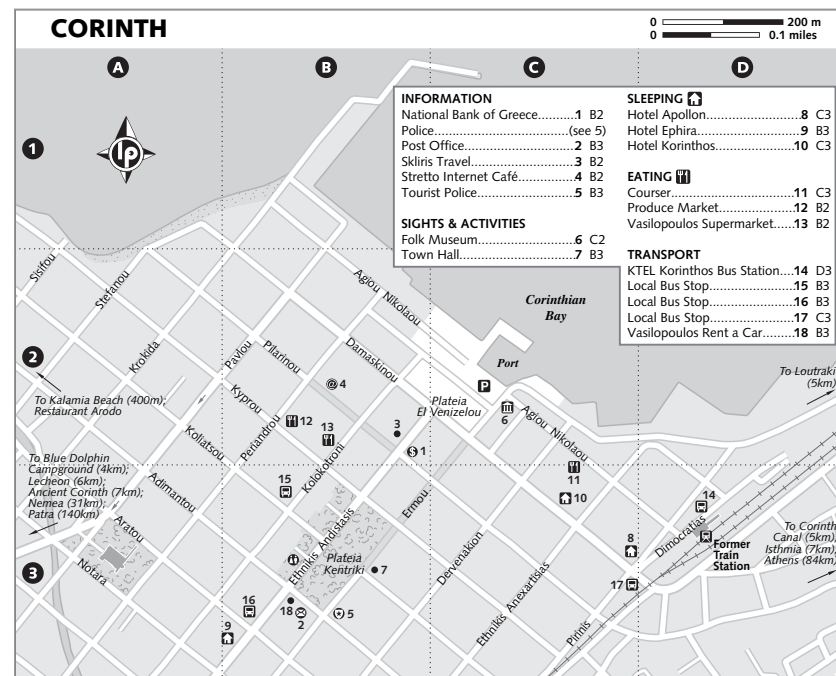 CORINTH
0 200 m
0 0.1 miles
A B C D
1
lp
INFORMATION
National Bank of Greece..........1 B2
Police..............................(see 5)
Post Office..........................2 B3
Skliris Travel........................3 B2
Stretto Internet Café............4 B2
Tourist Police.......................5 B3
SIGHTS & ACTIVITIES
Folk Museum.......................6 C2
Town Hall............................7 B3
SLEEPING
Hotel Apollon.......................8 C3
Hotel Ephira.........................9 B3
Hotel Korinthos...................10 C3
EATING
Courser...............................11 C3
Produce Market...................12 B2
Vasilopoulos Supermarket.....13 B2
TRANSPORT
KTEL Korinthos Bus Station....14 D3
Local Bus Stop.....................15 B3
Local Bus Stop.....................16 B3
Local Bus Stop.....................17 C3
Vasilopoulos Rent a Car........18 B3
Sisifou
Stefanou
Agiou Nikolaou
Corinthian
Bay
2
Krokida
Pavlou
Pilarinou
Damaskinou
Port
P
To Loutraki
(5km)
To Kalamia Beach (400m);
Restaurant Arodo
Kyprou
4
Plateia
El Venizelou
6
Agiou Nikolaou
Koliatsou
Periandrou
12
13
3
$ 1
Kolokotroni
To Blue Dolphin
Campground (4km);
Lecheon (6km);
Ancient Corinth (7km);
Nemea (31km);
Patra (140km)
Adimantou
15
Ermou
11
10
14
Aratou
Ethnikis Andistasis
Dervenakion
8
Dimocratias
Former
Train
Station
To Corinth
Canal (5km);
Isthmia (7km);
Athens (84km)
3
Notara
Plateia
Kentriki
7
Ethnikis Anexartisias
17
16
18
2
5
9
Pirinis